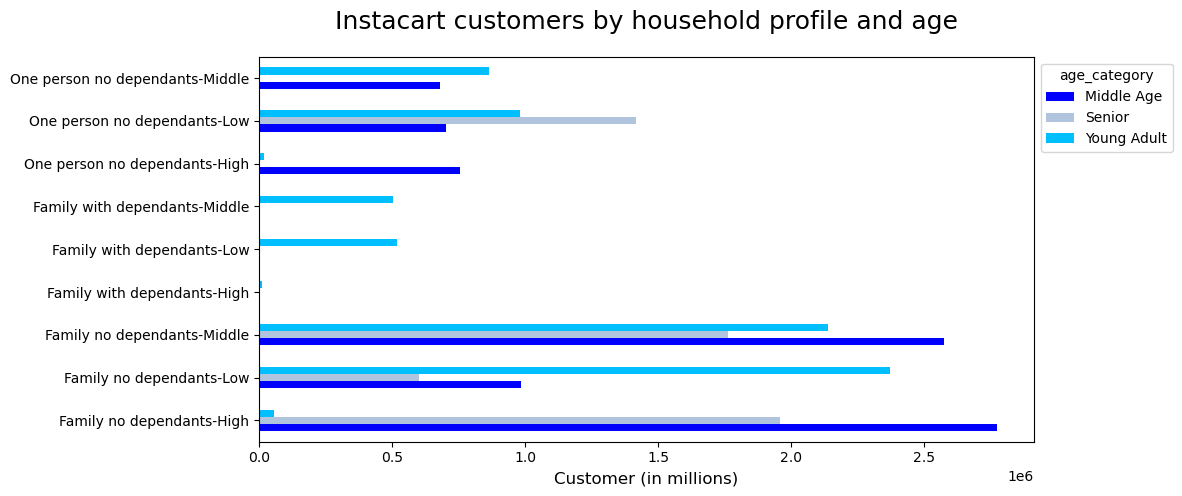 Instacart customers by household profile and age
One person no dependants-Middle
One person no dependants-Low
One person no dependants-High
Family with dependants-Middle
Family with dependants-Low
Family with dependants-High
Family no dependants-Middle
Family no dependants-Low
Family no dependants-High
age_category
Middle Age
Senior
Young Adult
0.0 0.5 1.0 1.5 2.0 2.5
1e6
Customer (in millions)